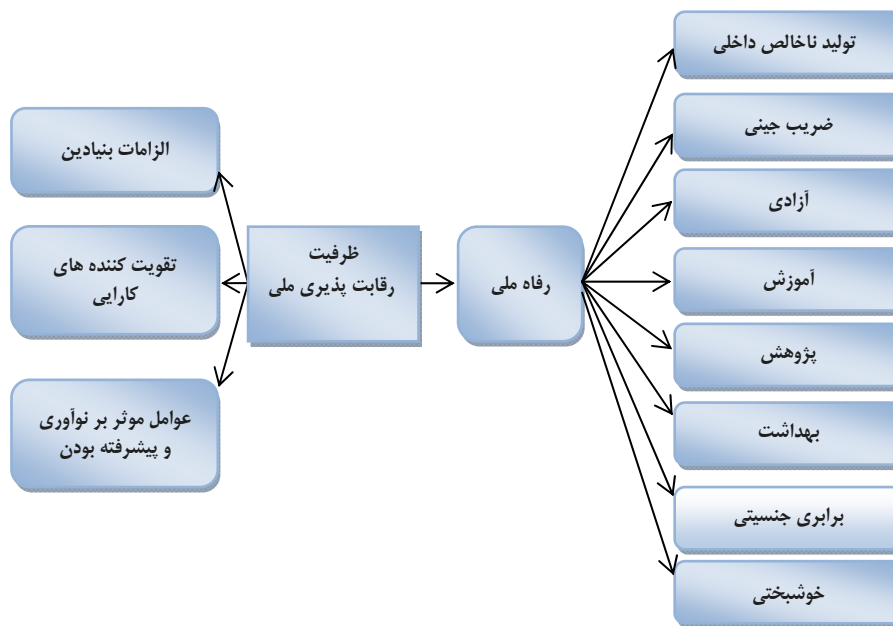 تولید ناخالص داخلی
ضریب جینی
آزادی
آموزش
پژوهش
بهداشت
برابری جنسیتی
خوشبختی
رفاه ملی
ظرفیت
رقابت پذیری ملی
الزامات بنیادین
تقویت کننده های
کارایی
عوامل موثر بر نوآوری
و پیشرفته بودن